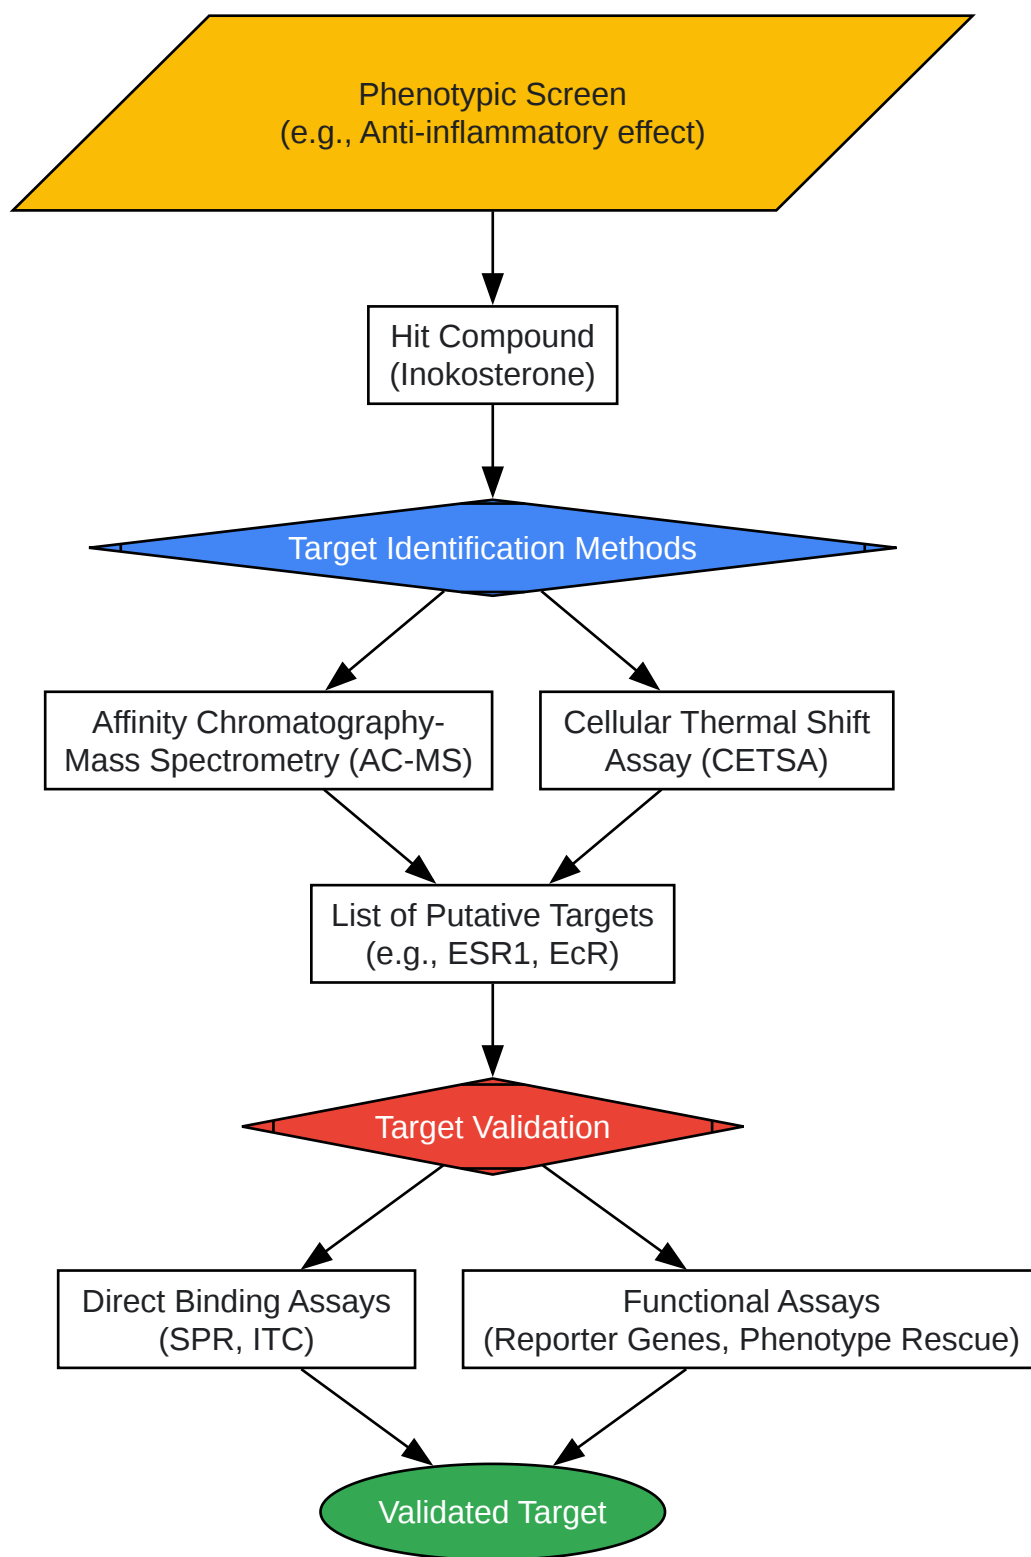 Phenotypic Screen
(e.g., Anti-inflammatory effect)
Hit Compound
(Inokosterone)
Target Identification Methods
Affinity Chromatography-
Mass Spectrometry (AC-MS)
Cellular Thermal Shift
Assay (CETSA)
List of Putative Targets
(e.g., ESR1, EcR)
Target Validation
Direct Binding Assays
(SPR, ITC)
Functional Assays
(Reporter Genes, Phenotype Rescue)
Validated Target